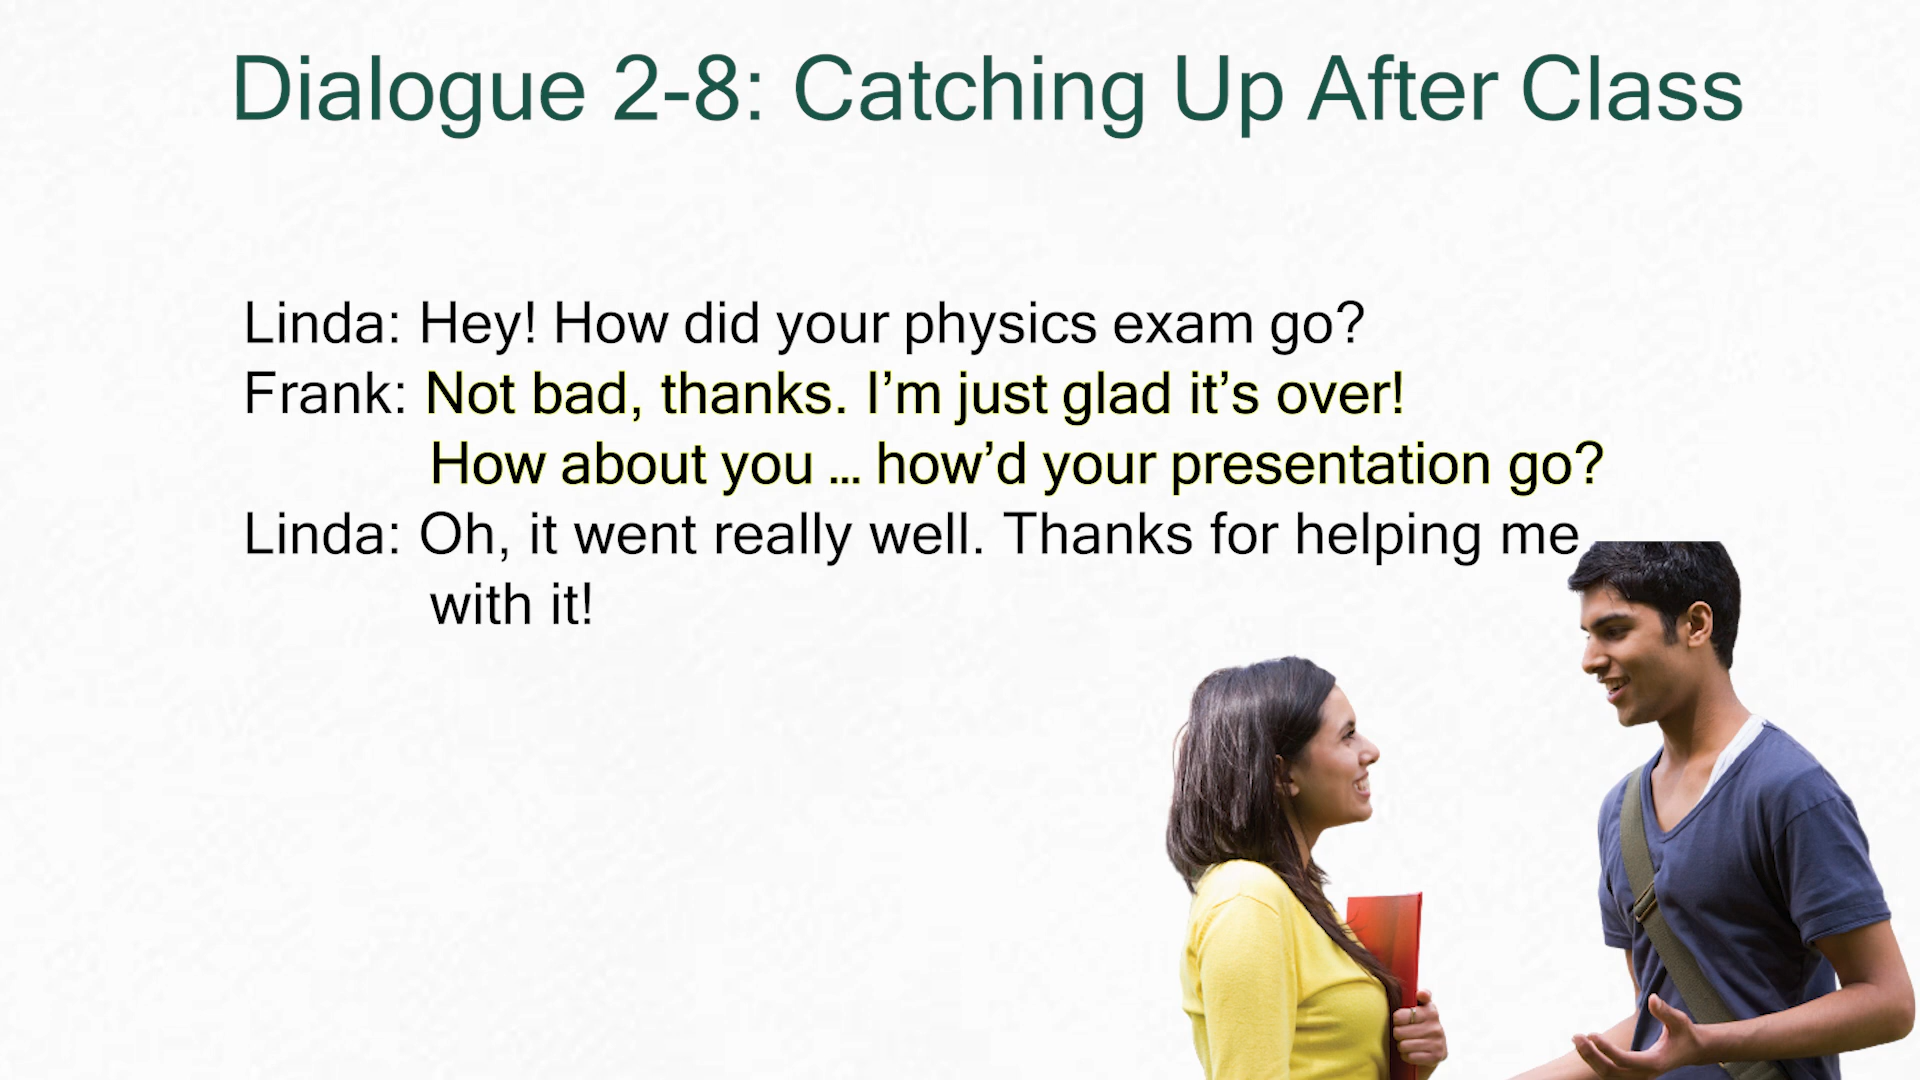 Dialogue 2-8: Catching Up After Class
Linda: Hey! How did your physics exam go?
Frank: Not bad, thanks. I’m just glad it’s over!
How about you ... how’d your presentation go?
Linda: Oh, it went really well. Thanks for helping me
with it!